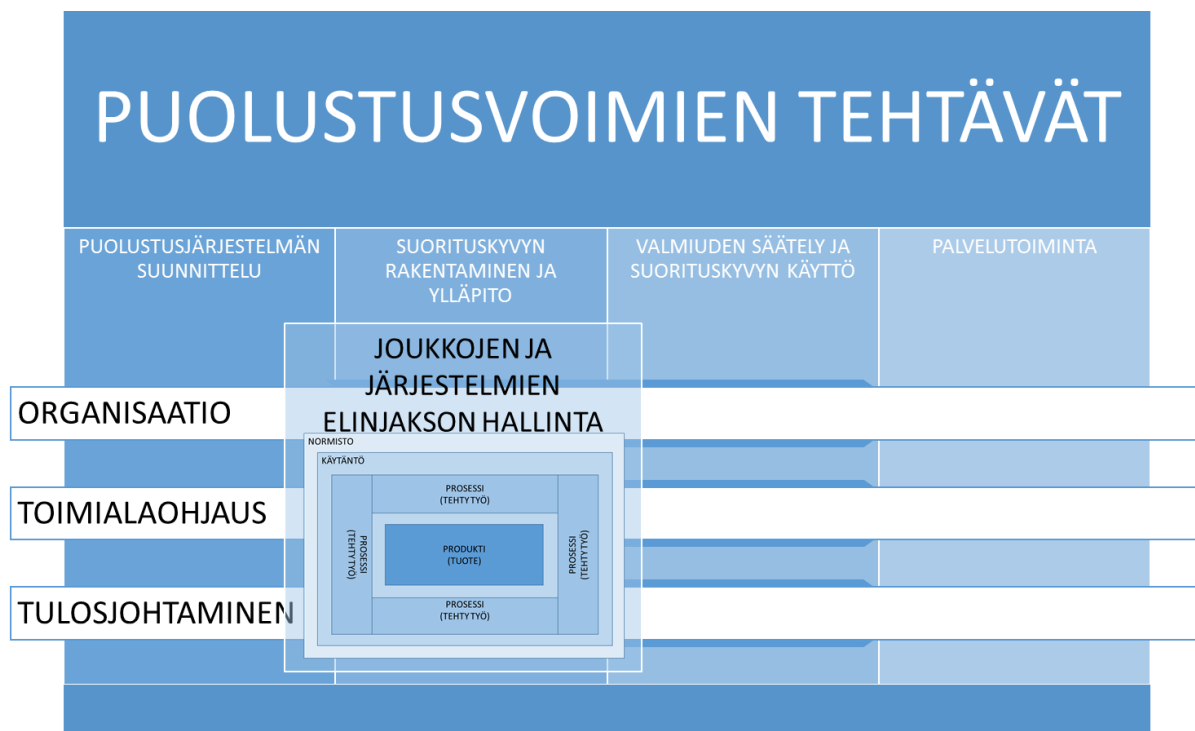 PUOLUSTUSVOIMIEN TEHTÄVÄT
PUOLUSTUSJÄRJESTELMÄN
SUUNNITTELU
SUORITUSKYVYN
RAKENTAMINEN JA
YLLÄPITO
VALMIUDEN SÄÄTELY JA
SUORITUSKYVYN KÄYTTÖ
PALVELUTOIMINTA
JOUKKOJEN JA
JÄRJESTELMIEN
ELINJAKSON HALLINTA
ORGANISAATIO
TOIMIALAOHJAUS
TULOSJOHTAMINEN
NORMISTO
KÄYTÄNTÖ
PROSESSI
(TEHTY TYÖ)
PROSESSI
(TEHTY TYÖ)
PRODUKTI
(TUOTE)
PROSESSI
(TEHTY TYÖ)
PROSESSI
(TEHTY TYÖ)